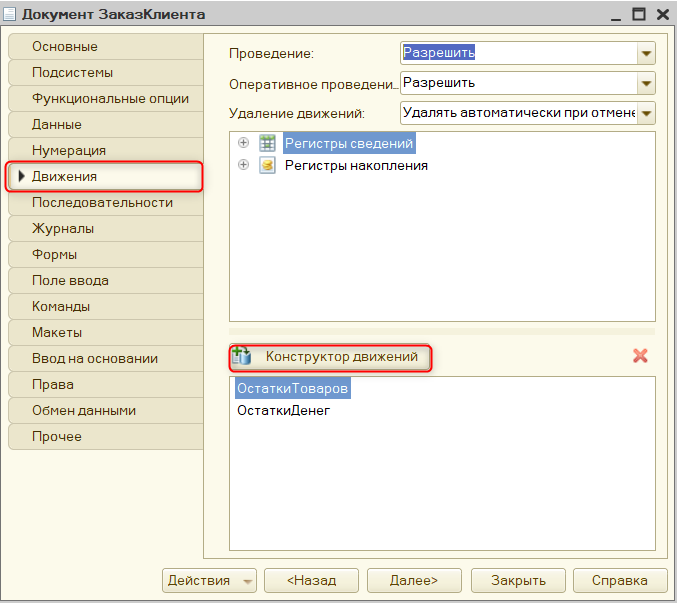 Документ ЗаказКлиента
Основные
Подсистемы
Функциональные опции
Данные
Нумерация
Движения
Последовательности
Журналы
Формы
Поле ввода
Команды
Макеты
Ввод на основании
Права
Обмен данными
Прочее
Проведение:
Разрешить
Оперативное проведени...
Разрешить
Удаление движений:
Удалять автоматически при отмене
Регистры сведений
Регистры накопления
Конструктор движений
ОстаткиТоваров
ОстаткиДенег
Действия
<Назад
Далее>
Закрыть
Справка